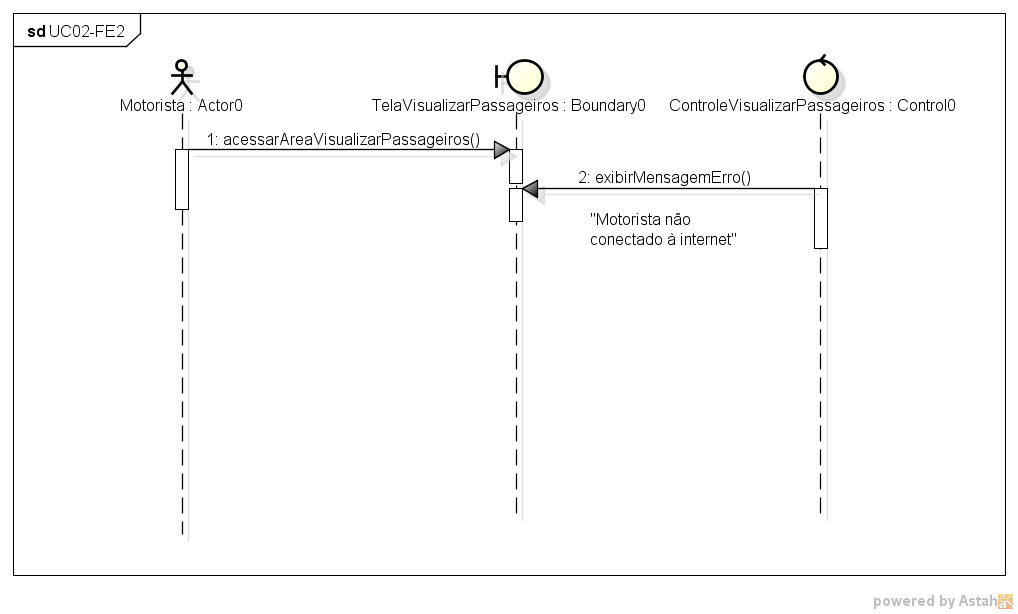 sd UC02-FE2
Motorista : Actor0
TelaVisualizarPassageiros : Boundary0
ControleVisualizarPassageiros : Control0
1: acessarAreaVisualizarPassageiros()
2: exibirMensagemErro()
"Motorista não
conectado à internet"
powered by Astah